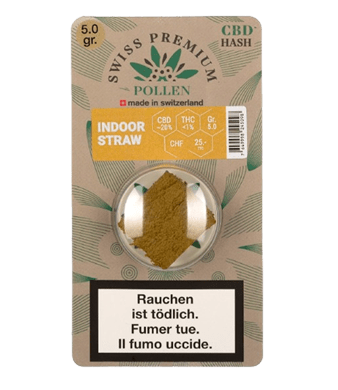 5.0
gr.
SWISS PREMIUM
POLLEN
made in switzerland
CBD
HASH
INDOOR
STRAW
CBD
THC
<1%
Gr.
5.0
CHF
25.-
Rauchen
ist tödlich.
Fumer tue.
Il fumo uccide.